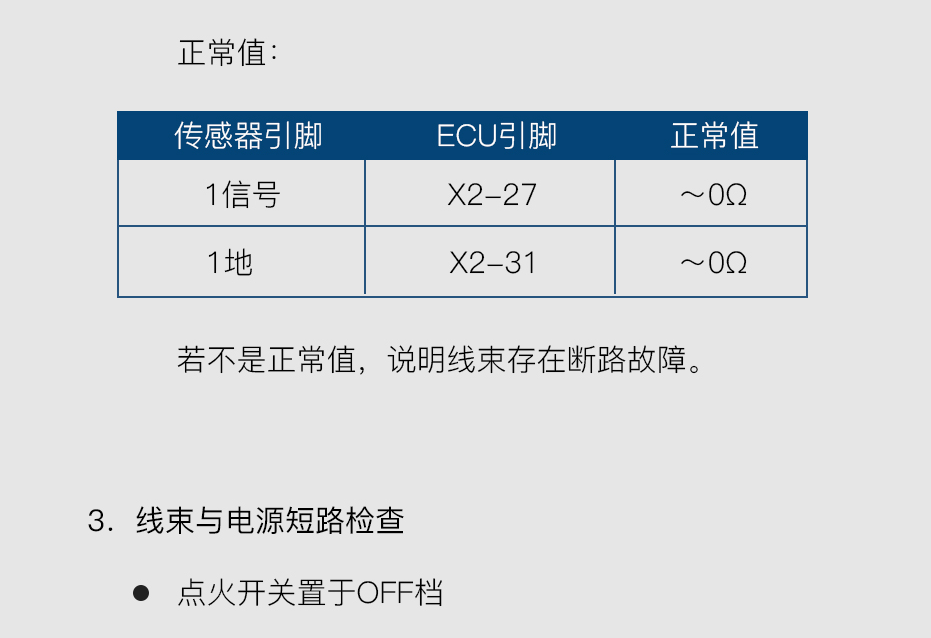 正常值：
传感器引脚 ECU引脚 正常值
1信号 X2-27 ～0Ω
1地 X2-31 ～0Ω
若不是正常值，说明线束存在断路故障。
3. 线束与电源短路检查
● 点火开关置于OFF档